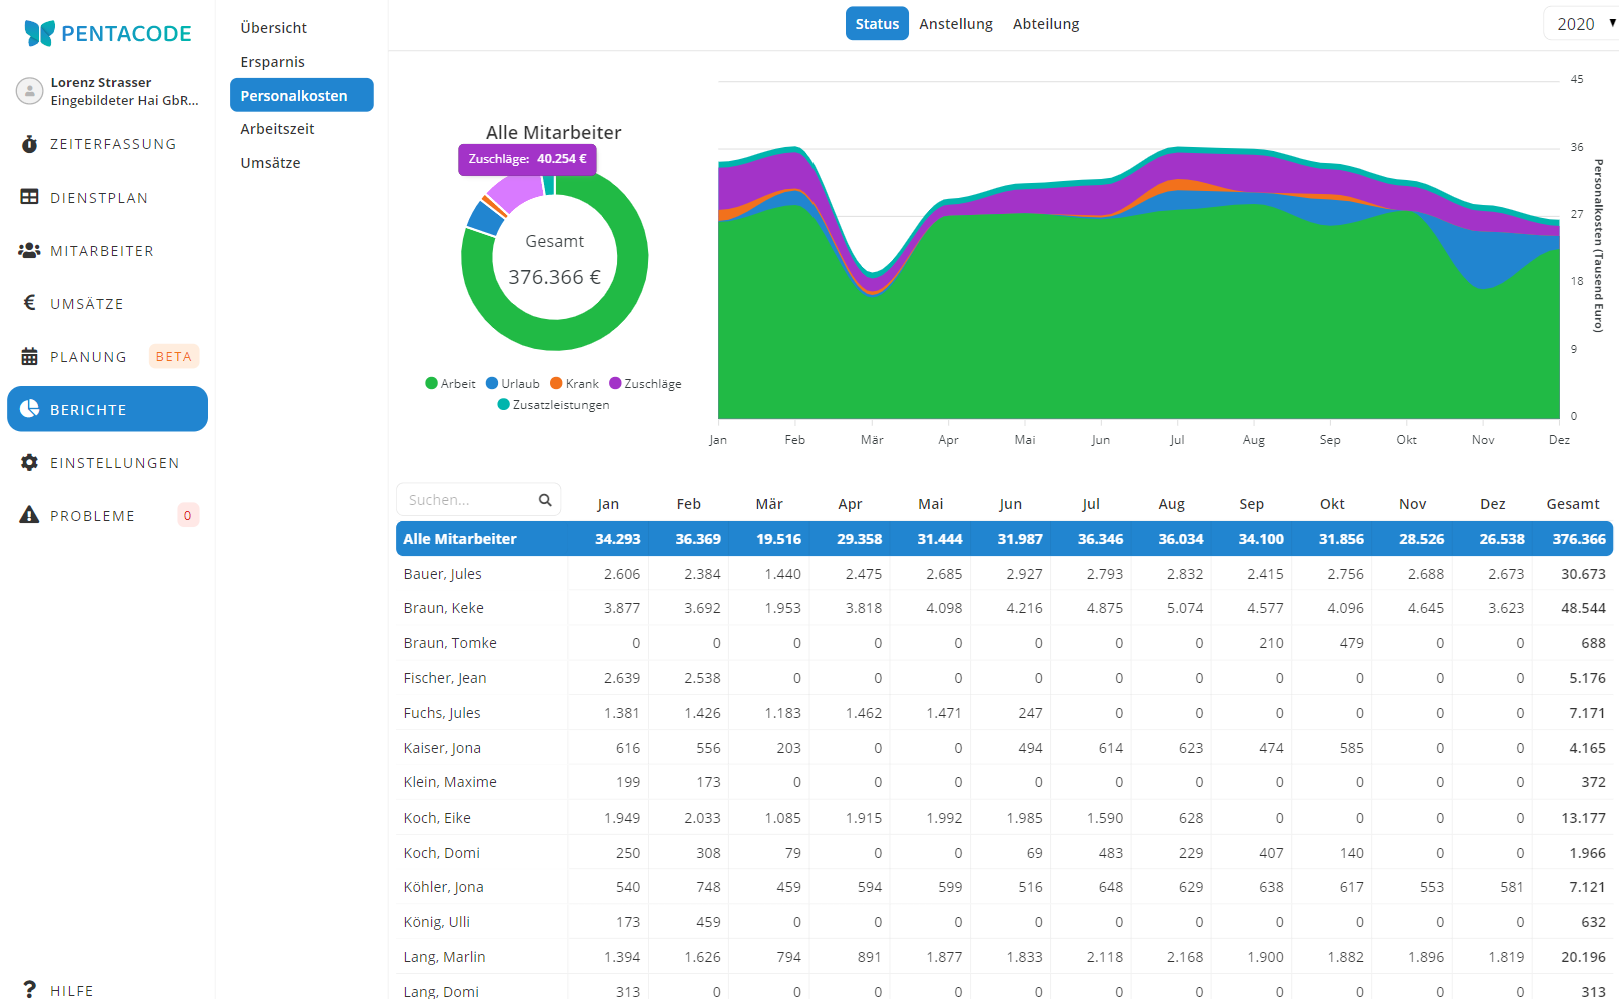 PENTACODE
Lorenz Strasser
Eingebildeter Hai GbR...
ZEITERFASSUNG
DIENSTPLAN
MITARBEITER
UMSÄTZE
PLANUNG BETA
BERICHTE
EINSTELLUNGEN
PROBLEME 0
HILFE
Übersicht
Ersparnis
Personalkosten
Arbeitszeit
Umsätze
Status Anstellung Abteilung
2020
Alle Mitarbeiter
Zuschläge: 40.254 €
Gesamt
376.366 €
Arbeit Urlaub Krank Zuschläge
Zusatzleistungen
45
36
27
18
9
0
Personalkosten (Tausend Euro)
Jan Feb Mär Apr Mai Jun Jul Aug Sep Okt Nov Dez
Suchen... Jan Feb Mär Apr Mai Jun Jul Aug Sep Okt Nov Dez Gesamt
Alle Mitarbeiter 34.293 36.369 19.516 29.358 31.444 31.987 36.346 36.034 34.100 31.856 28.526 26.538 376.366
Bauer, Jules 2.606 2.384 1.440 2.475 2.685 2.927 2.793 2.832 2.415 2.756 2.688 2.673 30.673
Braun, Keke 3.877 3.692 1.953 3.818 4.098 4.216 4.875 5.074 4.577 4.096 4.645 3.623 48.544
Braun, Tomke 0 0 0 0 0 0 0 0 210 479 0 0 688
Fischer, Jean 2.639 2.538 0 0 0 0 0 0 0 0 0 0 5.176
Fuchs, Jules 1.381 1.426 1.183 1.462 1.471 247 0 0 0 0 0 0 7.171
Kaiser, Jona 616 556 203 0 0 494 614 623 474 585 0 0 4.165
Klein, Maxime 199 173 0 0 0 0 0 0 0 0 0 0 372
Koch, Eike 1.949 2.033 1.085 1.915 1.992 1.985 1.590 628 0 0 0 0 13.177
Koch, Domi 250 308 79 0 0 69 483 229 407 140 0 0 1.966
Köhler, Jona 540 748 459 594 599 516 648 629 638 617 553 581 7.121
König, Ulli 173 459 0 0 0 0 0 0 0 0 0 0 632
Lang, Marlin 1.394 1.626 794 891 1.877 1.833 2.118 2.168 1.900 1.882 1.896 1.819 20.196
Lang, Domi 313 0 0 0 0 0 0 0 0 0 0 0 313